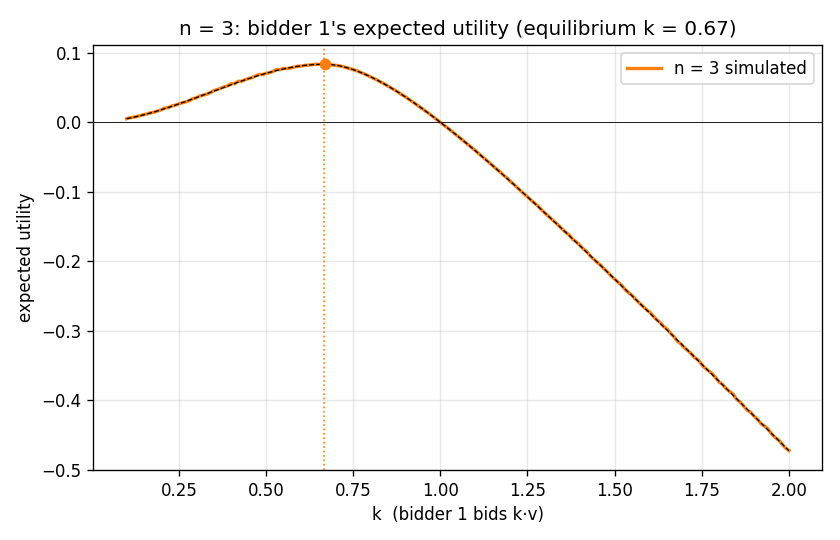 n = 3: bidder 1's expected utility (equilibrium k = 0.67)
n = 3 simulated
expected utility
0.1
0.0
−0.1
−0.2
−0.3
−0.4
−0.5
0.25 0.50 0.75 1.00 1.25 1.50 1.75 2.00
k (bidder 1 bids k·v)